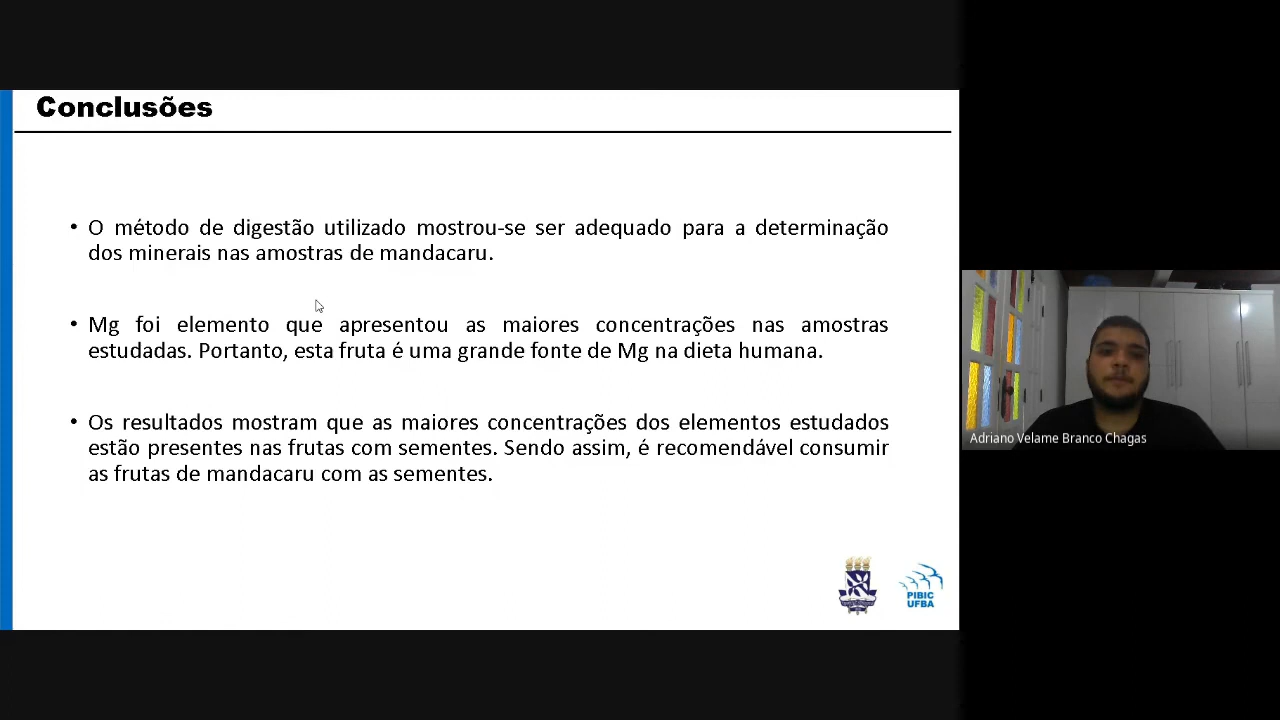 Conclusões
• O método de digestão utilizado mostrou-se ser adequado para a determinação
dos minerais nas amostras de mandacaru.
• Mg foi elemento que apresentou as maiores concentrações nas amostras
estudadas. Portanto, esta fruta é uma grande fonte de Mg na dieta humana.
• Os resultados mostram que as maiores concentrações dos elementos estudados
estão presentes nas frutas com sementes. Sendo assim, é recomendável consumir
as frutas de mandacaru com as sementes.
PIBIC
UFBA
Adriano Velame Branco Chagas